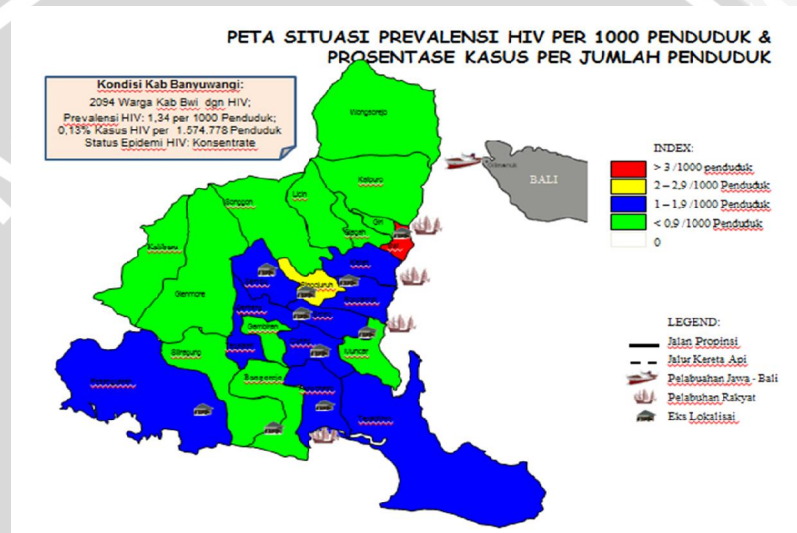 PETA SITUASI PREVALENSI HIV PER 1000 PENDUDUK &
PROSENTASE KASUS PER JUMLAH PENDUDUK
Kondisi Kab Banyuwangi:
2094 Warga Kab Bwi dgn HIV;
Prevalensi HIV: 1,34 per 1000 Penduduk;
0,13% Kasus HIV per 1.574.778 Penduduk
Status Epidemi HIV: Konsentrate
Wongsorejo
Kalipuro
Licin
Songgon
Giri
Kalibaru
Glenmore
Singojuruh
Gambiran
Muncar
Siliragung
Bangorejo
BALI
INDEX:
> 3 /1000 penduduk
2 – 2,9 /1000 Penduduk
1 – 1,9 /1000 Penduduk
< 0,9 /1000 Penduduk
0
LEGEND:
Jalan Propinsi
Jalur Kereta Api
Pelabuahan Jawa - Bali
Pelabuhan Rakyat
Eks Lokalisai